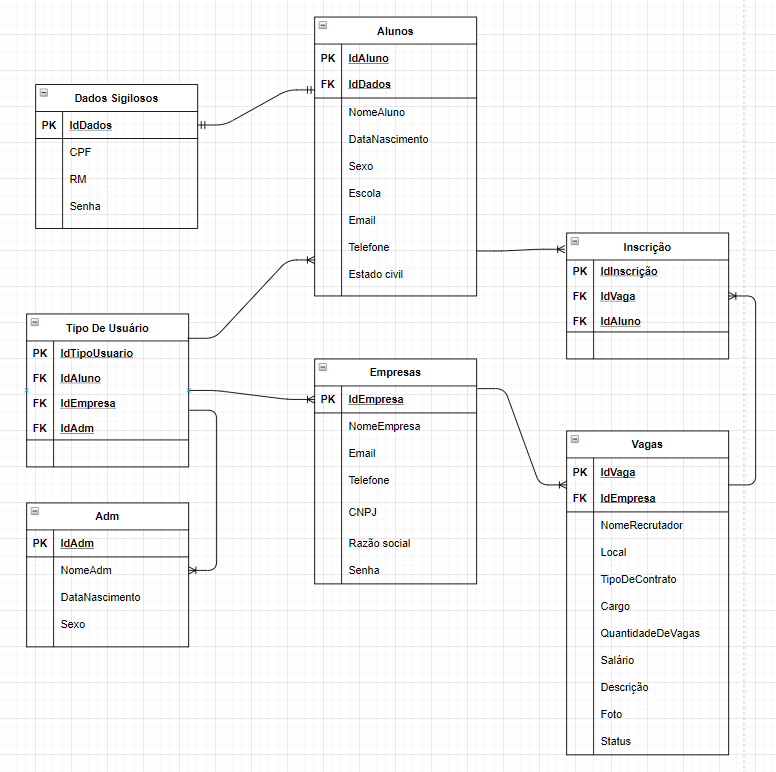 Alunos
PK IdAluno
FK IdDados
NomeAluno
DataNascimento
Sexo
Escola
Email
Telefone
Estado civil
Dados Sigilosos
PK IdDados
CPF
RM
Senha
Inscrição
PK IdInscrição
FK IdVaga
FK IdAluno
Tipo De Usuário
PK IdTipoUsuario
FK IdAluno
FK IdEmpresa
FK IdAdm
Empresas
PK IdEmpresa
NomeEmpresa
Email
Telefone
CNPJ
Razão social
Senha
Vagas
PK IdVaga
FK IdEmpresa
NomeRecrutador
Local
TipoDeContrato
Cargo
QuantidadeDeVagas
Salário
Descrição
Foto
Status
Adm
PK IdAdm
NomeAdm
DataNascimento
Sexo